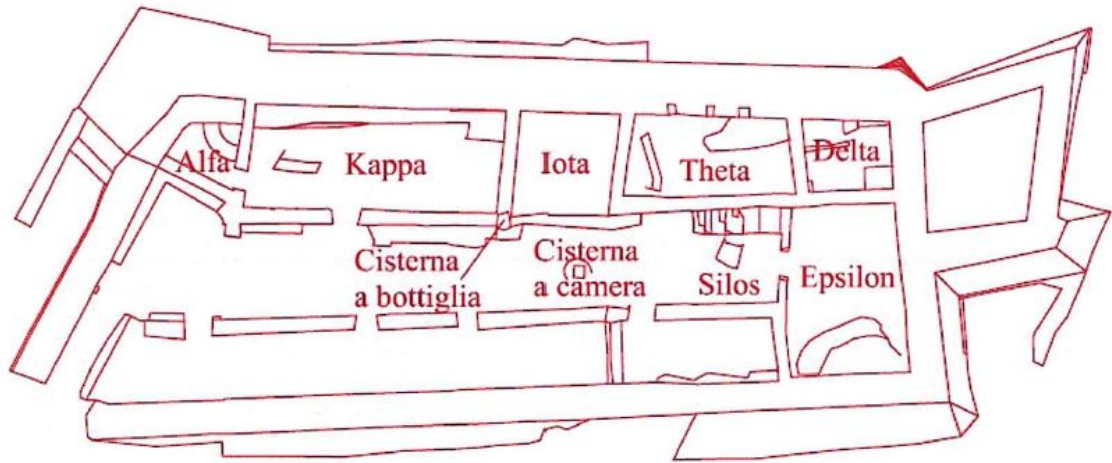 Alfa
Kappa
Iota
Theta
Delta
Cisterna
a bottiglia
Cisterna
a camera
Silos
Epsilon